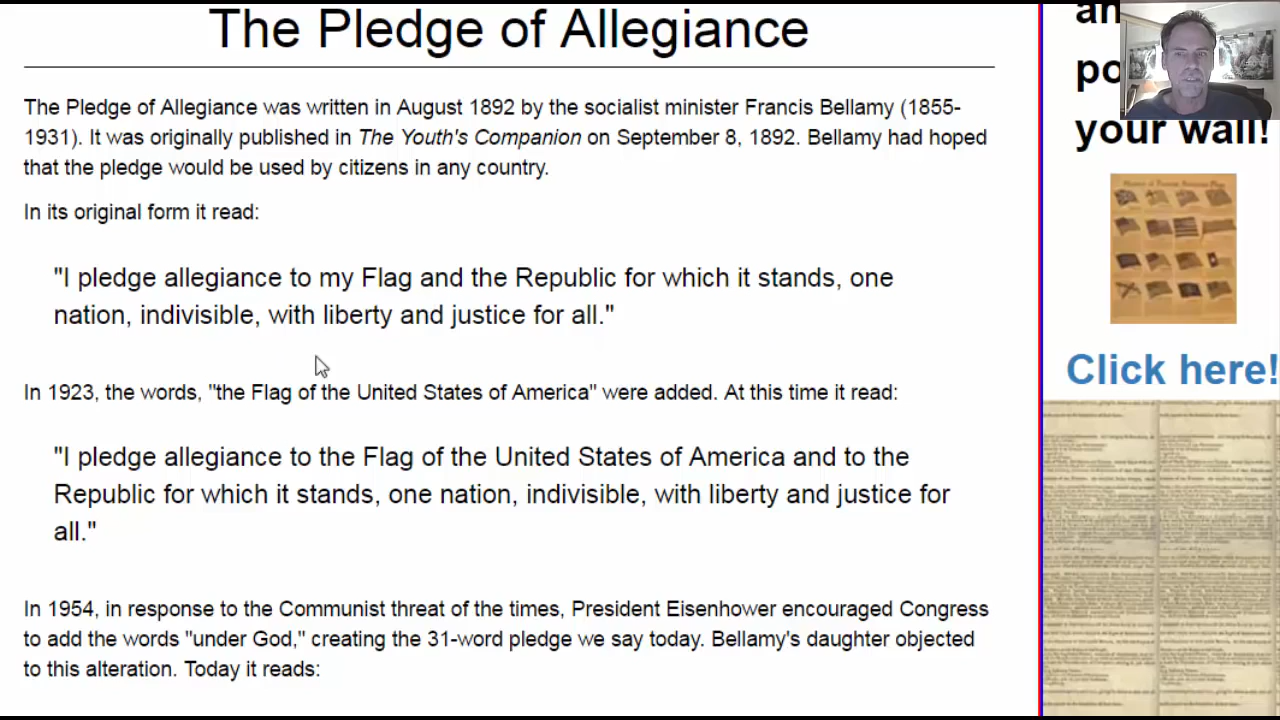 The Pledge of Allegiance
The Pledge of Allegiance was written in August 1892 by the socialist minister Francis Bellamy (1855-
1931). It was originally published in The Youth's Companion on September 8, 1892. Bellamy had hoped
that the pledge would be used by citizens in any country.
In its original form it read:
"I pledge allegiance to my Flag and the Republic for which it stands, one
nation, indivisible, with liberty and justice for all."
In 1923, the words, "the Flag of the United States of America" were added. At this time it read:
"I pledge allegiance to the Flag of the United States of America and to the
Republic for which it stands, one nation, indivisible, with liberty and justice for
all."
In 1954, in response to the Communist threat of the times, President Eisenhower encouraged Congress
to add the words "under God," creating the 31-word pledge we say today. Bellamy's daughter objected
to this alteration. Today it reads:
your wall!
Click here!